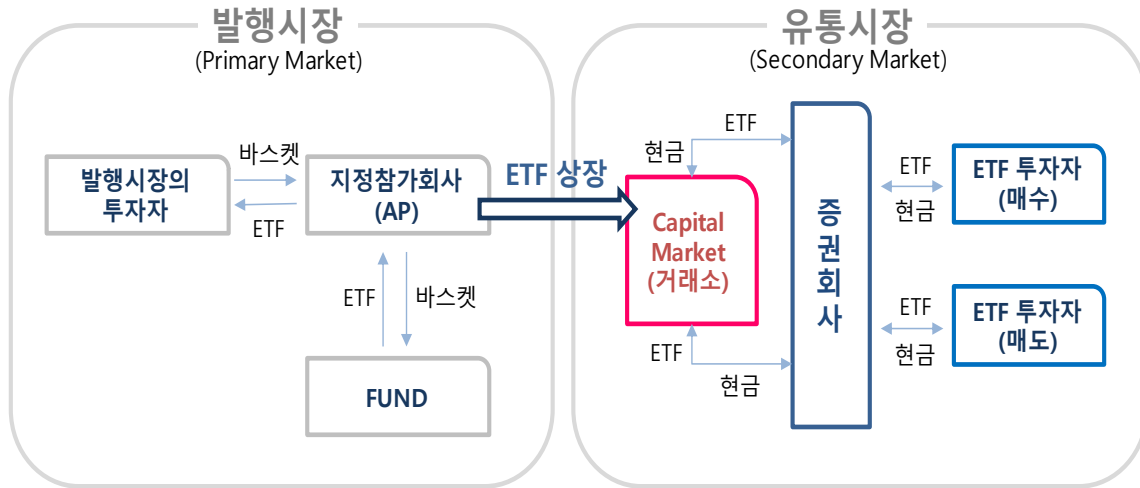 발행시장
(Primary Market)
바스켓
발행시장의
투자자
ETF
지정참가회사
(AP)
ETF
바스켓
FUND
ETF 상장
유통시장
(Secondary Market)
ETF
현금
Capital
Market
(거래소)
ETF
현금
증
권
회
사
ETF
현금
ETF 투자자
(매수)
ETF
현금
ETF 투자자
(매도)